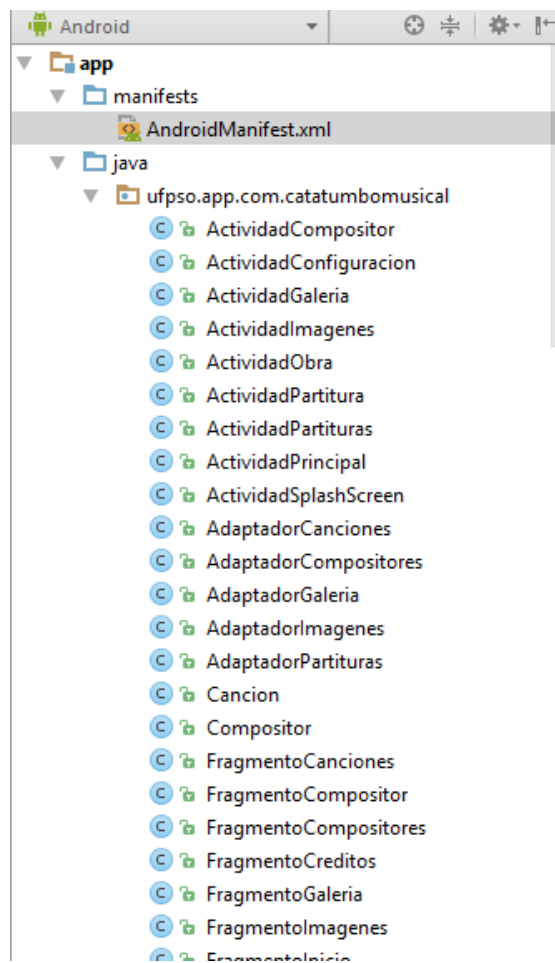 Android
app
manifests
AndroidManifest.xml
java
ufpso.app.com.catatumbomusical
C ActividadCompositor
C ActividadConfiguracion
C ActividadGaleria
C ActividadImagenes
C ActividadObra
C ActividadPartitura
C ActividadPartituras
C ActividadPrincipal
C ActividadSplashScreen
C AdaptadorCanciones
C AdaptadorCompositores
C AdaptadorGaleria
C AdaptadorImagenes
C AdaptadorPartituras
C Cancion
C Compositor
C FragmentoCanciones
C FragmentoCompositor
C FragmentoCompositores
C FragmentoCreditos
C FragmentoGaleria
C FragmentoImagenes
C FragmentoInicio